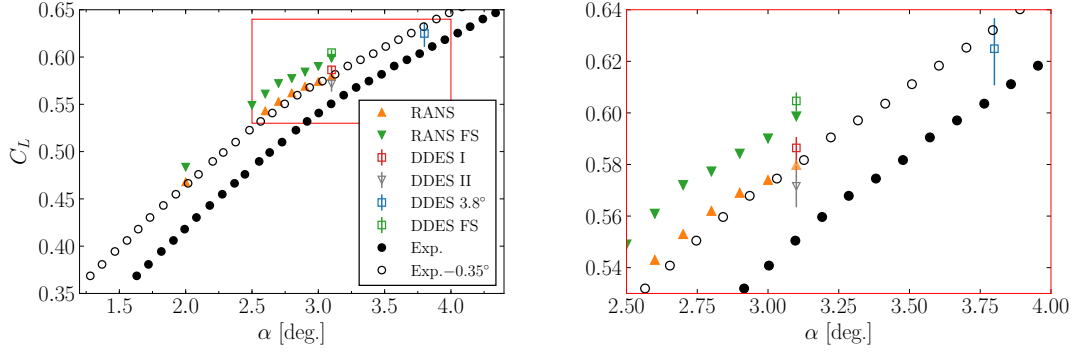 C_L
0.65
0.60
0.55
0.50
0.45
0.40
0.35
1.5
2.0
2.5
3.0
3.5
4.0
α [deg.]
RANS
RANS FS
DDES I
DDES II
DDES 3.8°
DDES FS
Exp.
Exp.−0.35°
0.64
0.62
0.60
0.58
0.56
0.54
2.50
2.75
3.00
3.25
3.50
3.75
4.00
α [deg.]